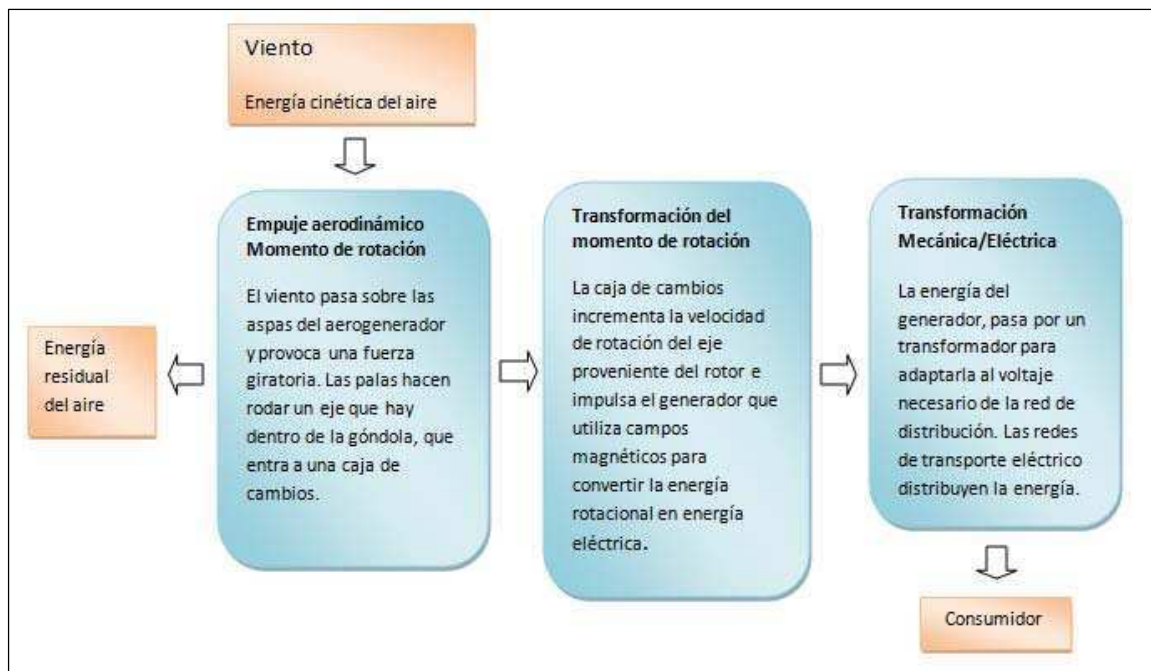 Viento
Energía cinética del aire
Empuje aerodinámico
Momento de rotación
El viento pasa sobre las
aspas del aerogenerador
y provoca una fuerza
giratoria. Las palas hacen
rodar un eje que hay
dentro de la góndola, que
entra a una caja de
cambios.
Energía
residual
del aire
Transformación del
momento de rotación
La caja de cambios
incrementa la velocidad
de rotación del eje
proveniente del rotor e
impulsa el generador que
utiliza campos
magnéticos para
convertir la energía
rotacional en energía
eléctrica.
Transformación
Mecánica/Eléctrica
La energía del
generador, pasa por un
transformador para
adaptarla al voltaje
necesario de la red de
distribución. Las redes
de transporte eléctrico
distribuyen la energía.
Consumidor